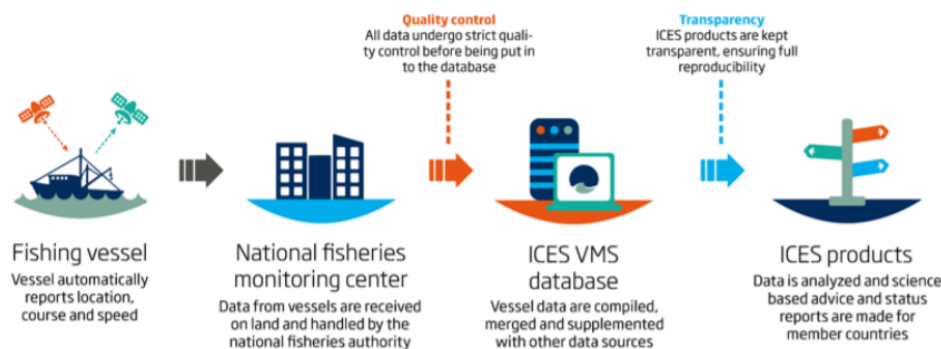 Quality control
All data undergo strict quali-
ty control before being put in
to the database
Transparency
ICES products are kept
transparent, ensuring full
reproducibility
Fishing vessel
Vessel automatically
reports location,
course and speed
National fisheries
monitoring center
Data from vessels are received
on land and handled by the
national fisheries authority
ICES VMS
database
Vessel data are compiled,
merged and supplemented
with other data sources
ICES products
Data is analyzed and science
based advice and status
reports are made for
member countries